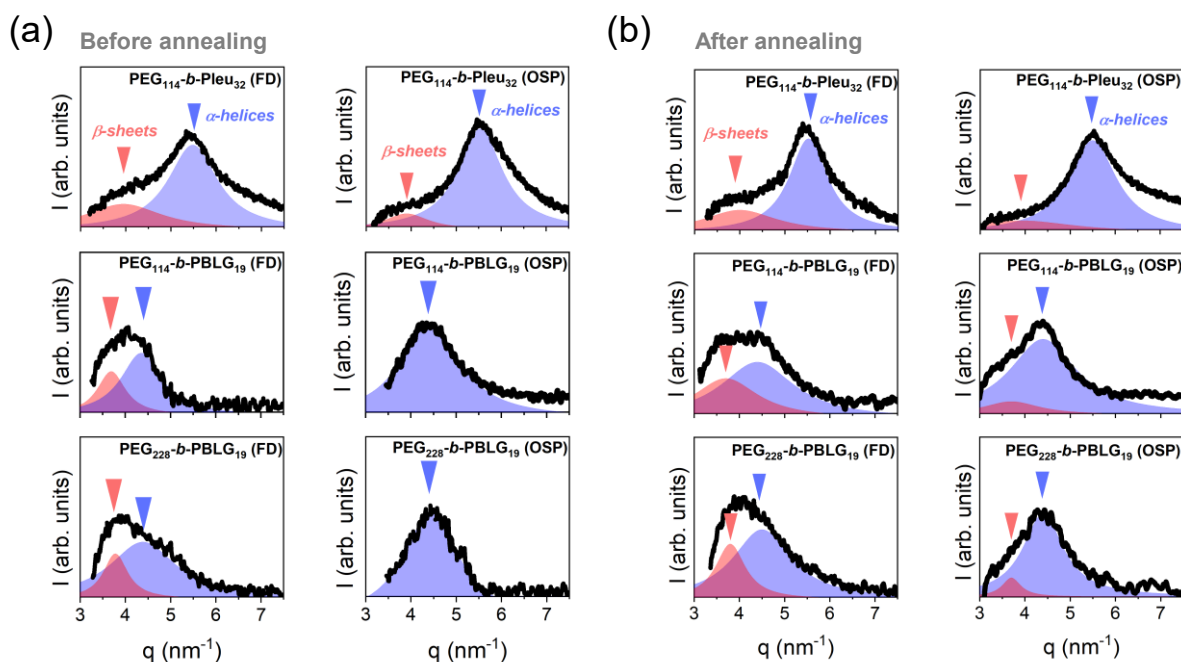 (a)
Before annealing
(b)
After annealing
PEG114-b-Pleu32 (FD)
β-sheets
α-helices
I (arb. units)
PEG114-b-Pleu32 (OSP)
β-sheets
α-helices
I (arb. units)
PEG114-b-Pleu32 (FD)
β-sheets
α-helices
I (arb. units)
PEG114-b-Pleu32 (OSP)
I (arb. units)
PEG114-b-PBLG19 (FD)
I (arb. units)
PEG114-b-PBLG19 (OSP)
I (arb. units)
PEG114-b-PBLG19 (FD)
I (arb. units)
PEG114-b-PBLG19 (OSP)
I (arb. units)
PEG228-b-PBLG19 (FD)
I (arb. units)
3 4 5 6 7
q (nm-1)
PEG228-b-PBLG19 (OSP)
I (arb. units)
3 4 5 6 7
q (nm-1)
PEG228-b-PBLG19 (FD)
I (arb. units)
3 4 5 6 7
q (nm-1)
PEG228-b-PBLG19 (OSP)
I (arb. units)
3 4 5 6 7
q (nm-1)